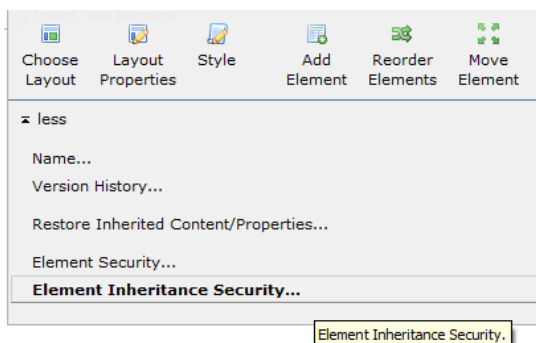 Choose Layout
Layout Properties
Style
Add Element
Reorder Elements
Move Element
less
Name...
Version History...
Restore Inherited Content/Properties...
Element Security...
Element Inheritance Security...
Element Inheritance Security.